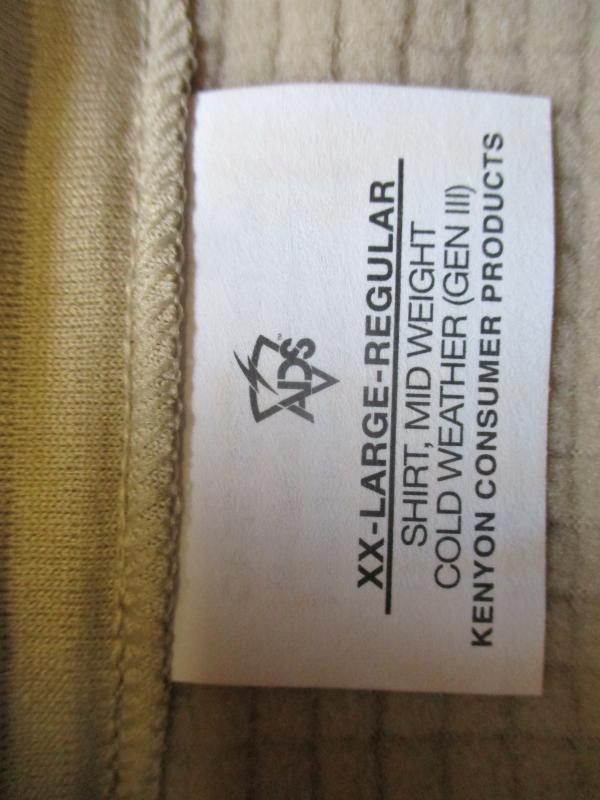 ADS
XX-LARGE-REGULAR
SHIRT, MID WEIGHT
COLD WEATHER (GEN III)
KENYON CONSUMER PRODUCTS